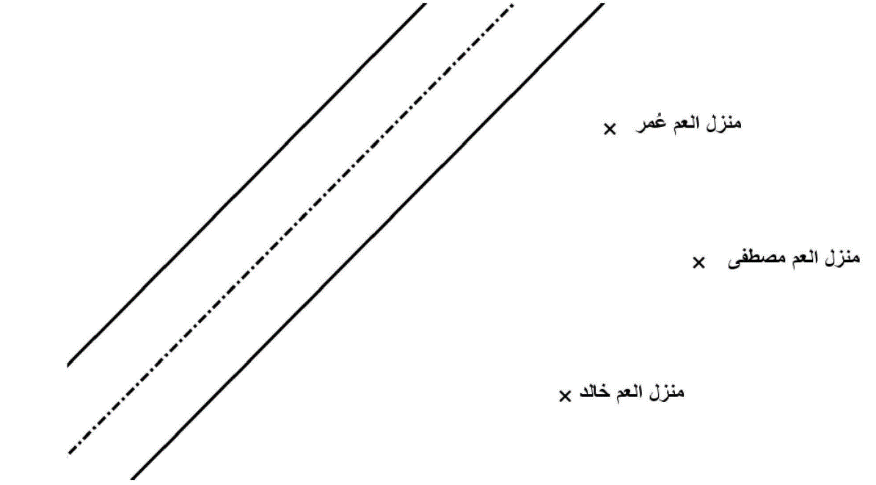 منزل العم عُمر
منزل العم مصطفى
منزل العم خالد